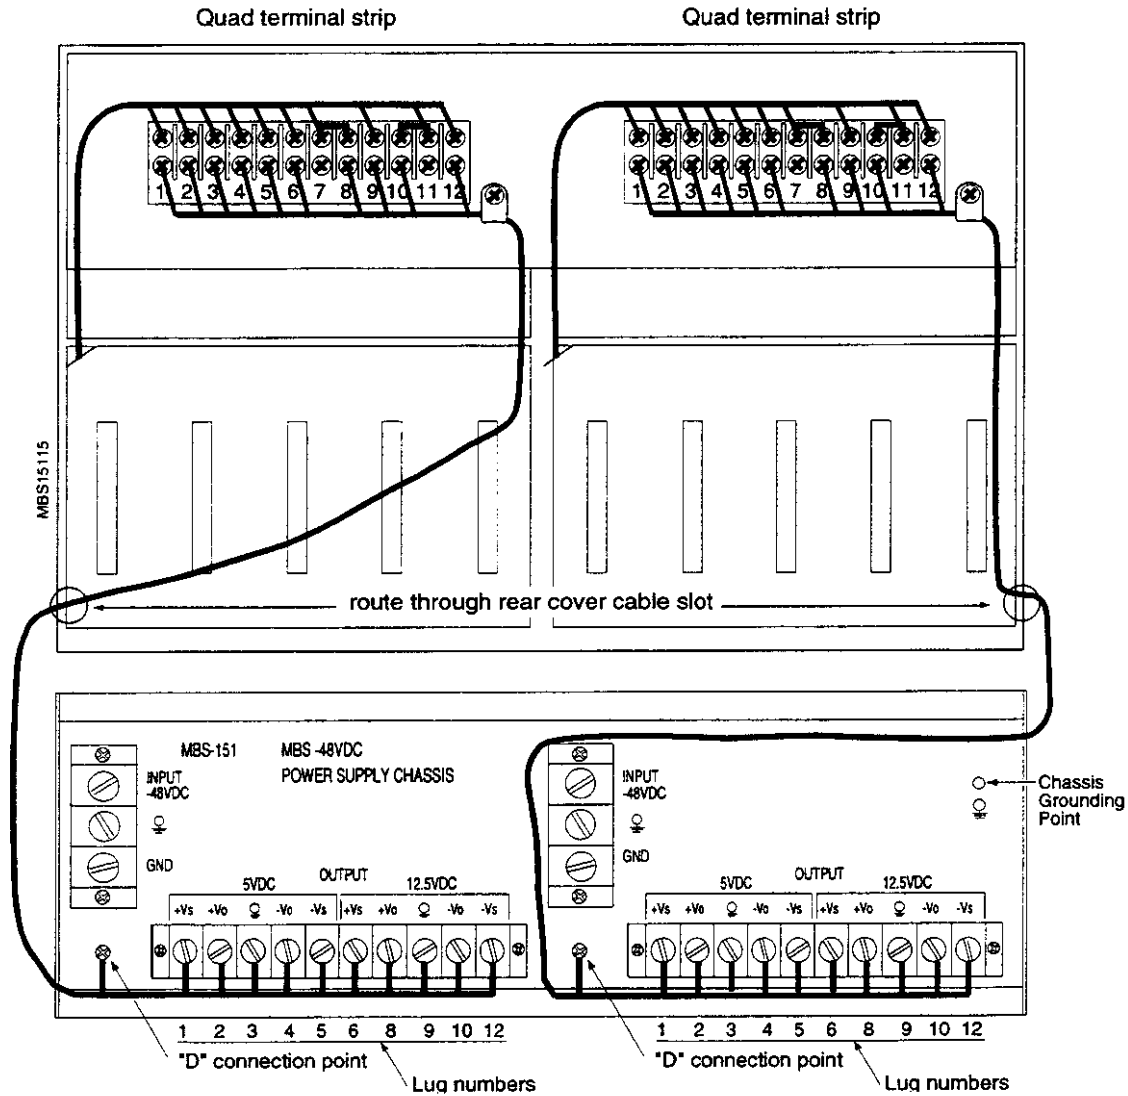 Quad terminal strip
Quad terminal strip
1 2 3 4 5 6 7 8 9 10 11 12
1 2 3 4 5 6 7 8 9 10 11 12
MBS15115
route through rear cover cable slot
MBS-151 MBS -48VDC
POWER SUPPLY CHASSIS
INPUT
-48VDC
GND
OUTPUT
5VDC 12.5VDC
+Vs +Vo -Vo -Vs +Vs +Vo -Vo -Vs
INPUT
-48VDC
GND
OUTPUT
5VDC 12.5VDC
+Vs +Vo -Vo -Vs +Vs +Vo -Vo -Vs
Chassis
Grounding
Point
1 2 3 4 5 6 8 9 10 12
"D" connection point
Lug numbers
1 2 3 4 5 6 8 9 10 12
"D" connection point
Lug numbers